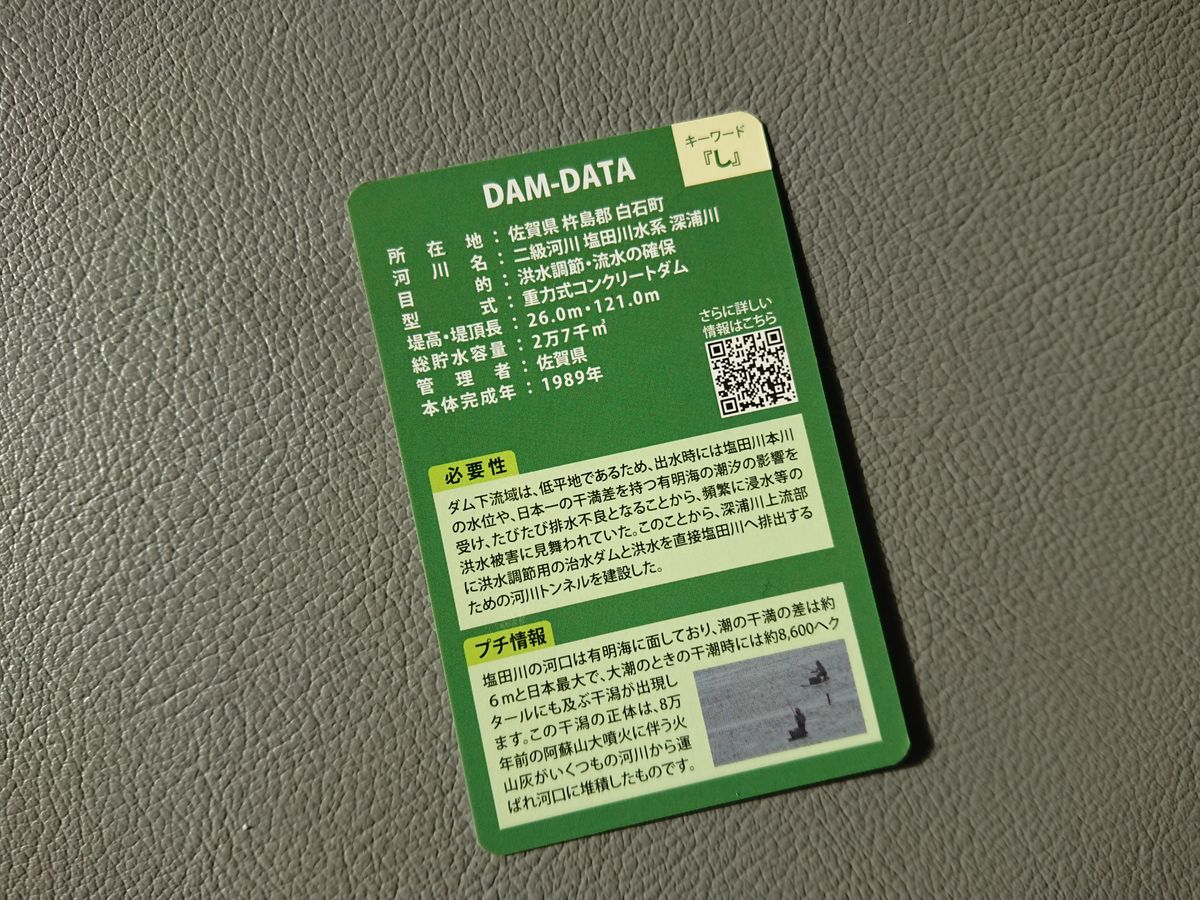 キーワード
『し』
DAM-DATA
所在地：佐賀県 杵島郡 白石町
河川名：二級河川 塩田川水系 深浦川
目的：洪水調節・流水の確保
型式：重力式コンクリートダム
堤高・堤頂長：26.0m・121.0m
総貯水容量：2万7千㎥
管理者：佐賀県
本体完成年：1989年
さらに詳しい
情報はこちら
必要性
ダム下流域は、低平地であるため、出水時には塩田川本川
の水位や、日本一の干満差を持つ有明海の潮汐の影響を
受け、たびたび排水不良となることから、頻繁に浸水等の
洪水被害に見舞われていた。このことから、深浦川上流部
に洪水調節用の治水ダムと洪水を直接塩田川へ排出する
ための河川トンネルを建設した。
プチ情報
塩田川の河口は有明海に面しており、潮の干満の差は約
6mと日本最大で、大潮のときの干潮時には約8,600ヘク
タールにも及ぶ干潟が出現し
ます。この干潟の正体は、8万
年前の阿蘇山大噴火に伴う火
山灰がいくつもの河川から運
ばれ河口に堆積したものです。